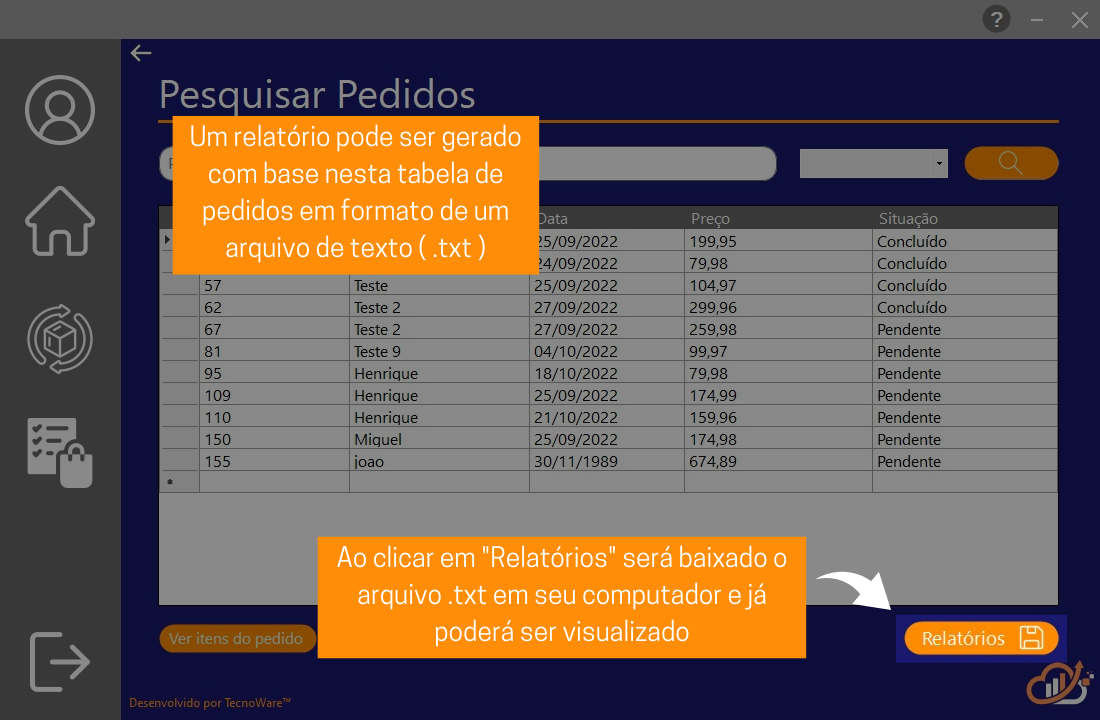 ?
Pesquisar Pedidos
Um relatório pode ser gerado
com base nesta tabela de
pedidos em formato de um
arquivo de texto ( .txt )
Data Preço Situação
25/09/2022 199,95 Concluído
24/09/2022 79,98 Concluído
57 Teste 25/09/2022 104,97 Concluído
62 Teste 2 27/09/2022 299,96 Concluído
67 Teste 2 27/09/2022 259,98 Pendente
81 Teste 9 04/10/2022 99,97 Pendente
95 Henrique 18/10/2022 79,98 Pendente
109 Henrique 25/09/2022 174,99 Pendente
110 Henrique 21/10/2022 159,96 Pendente
150 Miguel 25/09/2022 174,98 Pendente
155 joao 30/11/1989 674,89 Pendente
Ao clicar em "Relatórios" será baixado o
arquivo .txt em seu computador e já
poderá ser visualizado
Ver itens do pedido
Relatórios
Desenvolvido por TecnoWare™